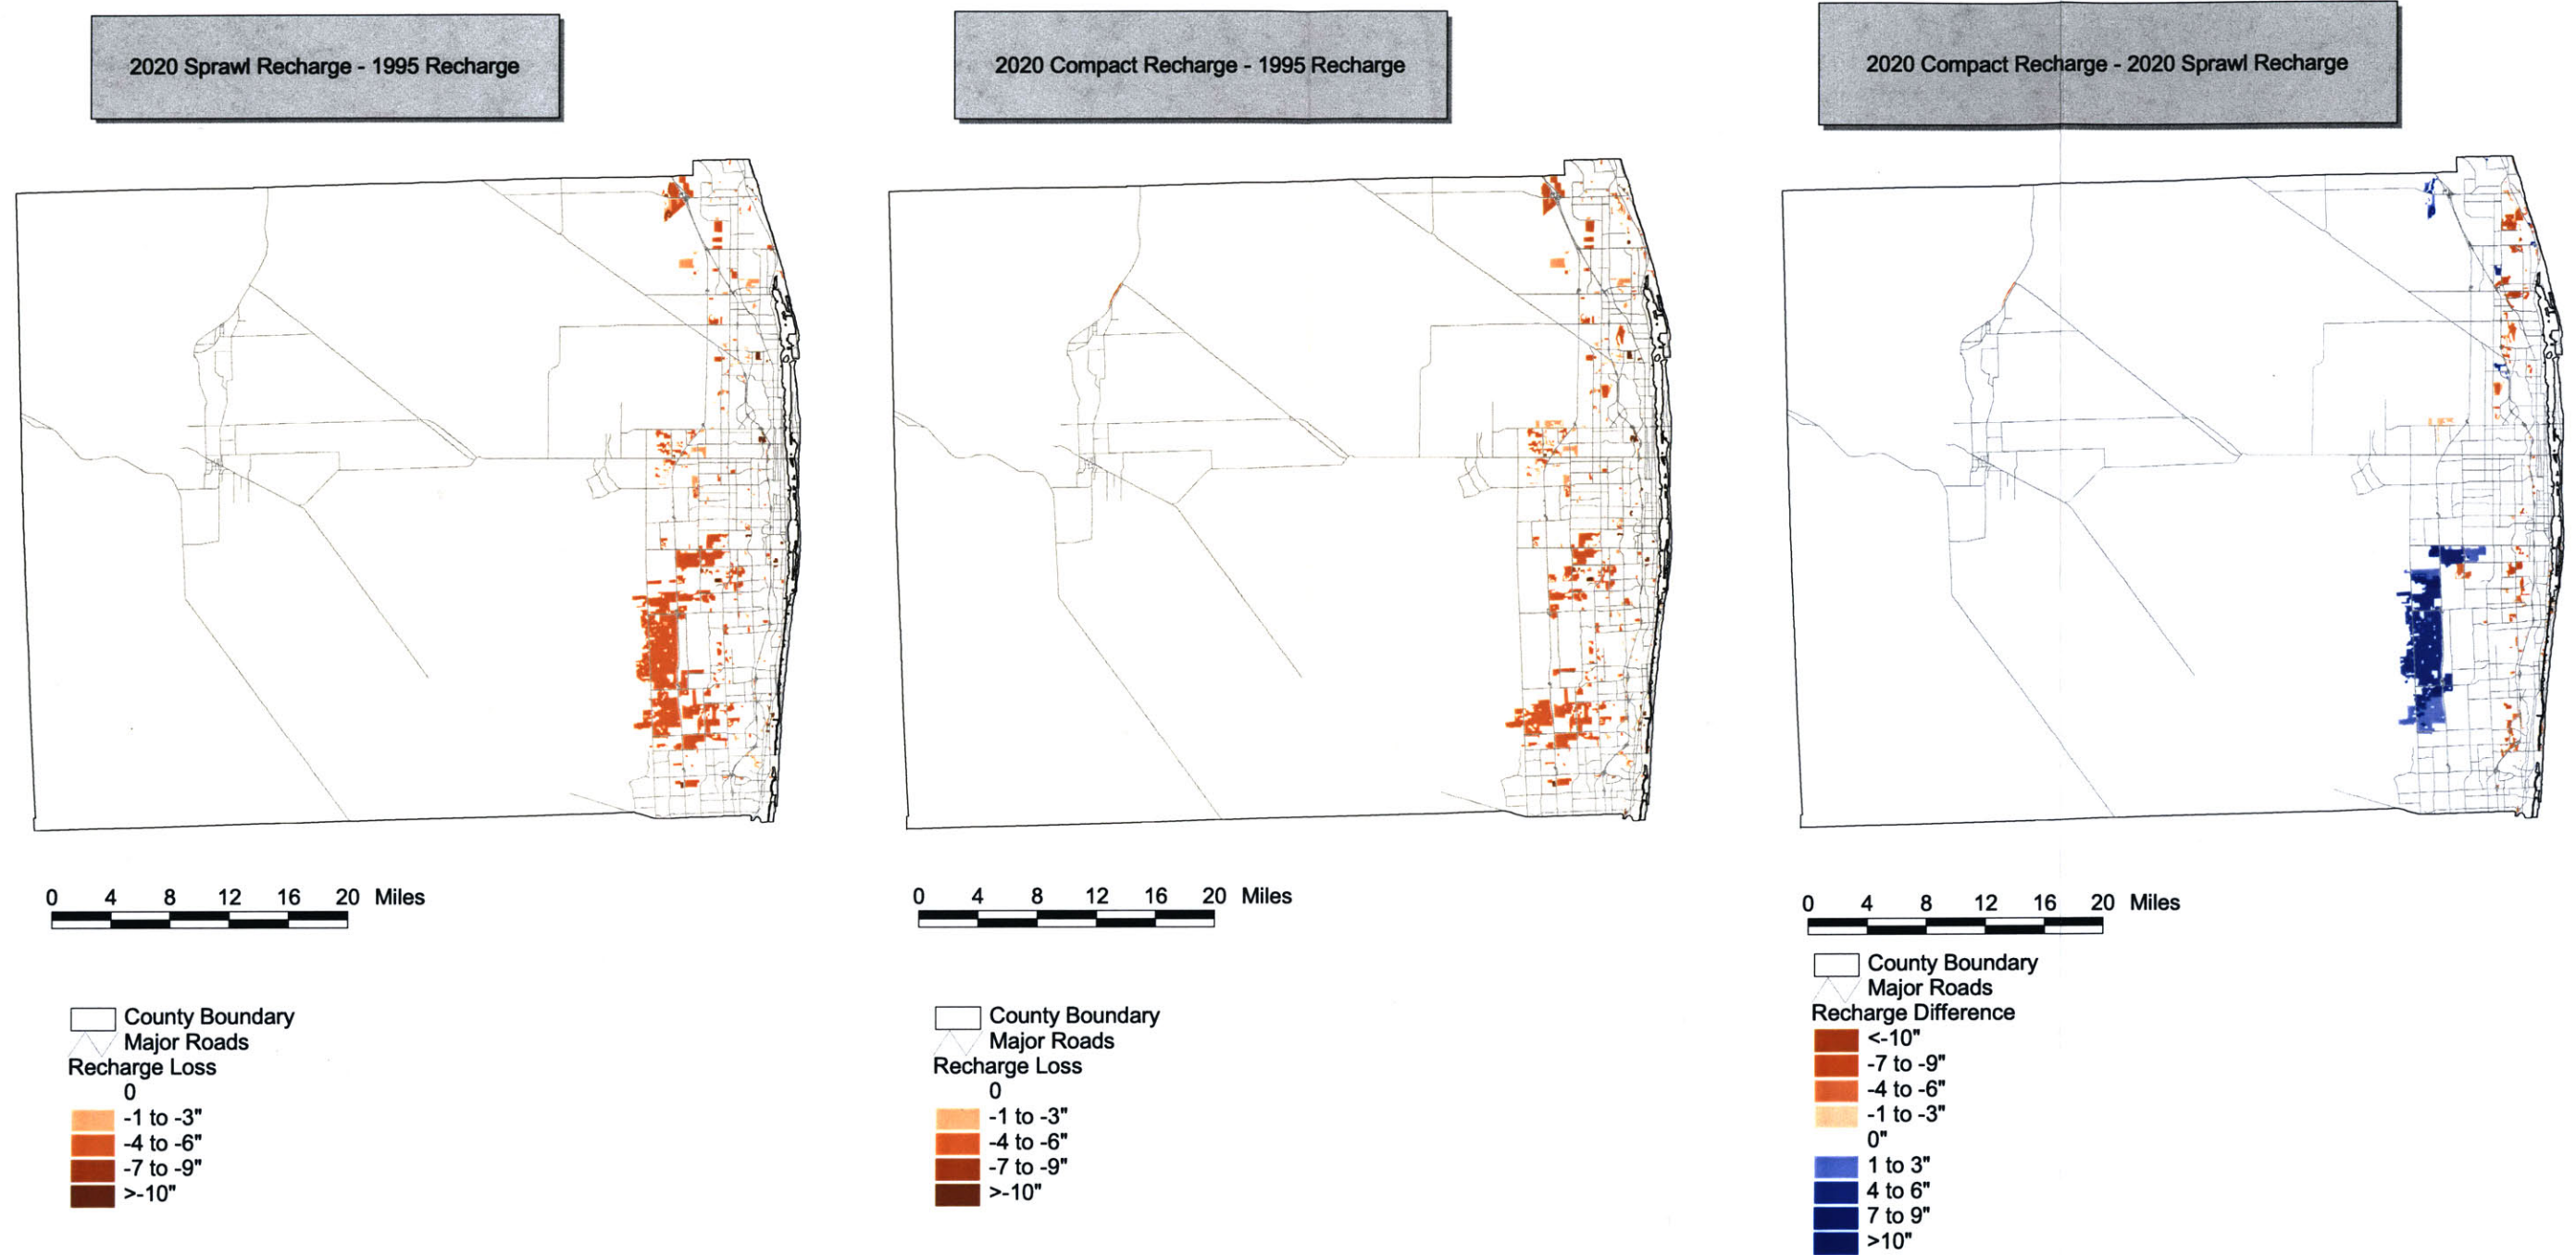 2020 Sprawl Recharge - 1995 Recharge
2020 Compact Recharge - 1995 Recharge
2020 Compact Recharge - 2020 Sprawl Recharge
0 4 8 12 16 20 Miles
County Boundary
Major Roads
Recharge Loss
0
-1 to -3"
-4 to -6"
-7 to -9"
>-10"
0 4 8 12 16 20 Miles
County Boundary
Major Roads
Recharge Loss
0
-1 to -3"
-4 to -6"
-7 to -9"
>-10"
0 4 8 12 16 20 Miles
County Boundary
Major Roads
Recharge Difference
<-10"
-7 to -9"
-4 to -6"
-1 to -3"
0"
1 to 3"
4 to 6"
7 to 9"
>10"